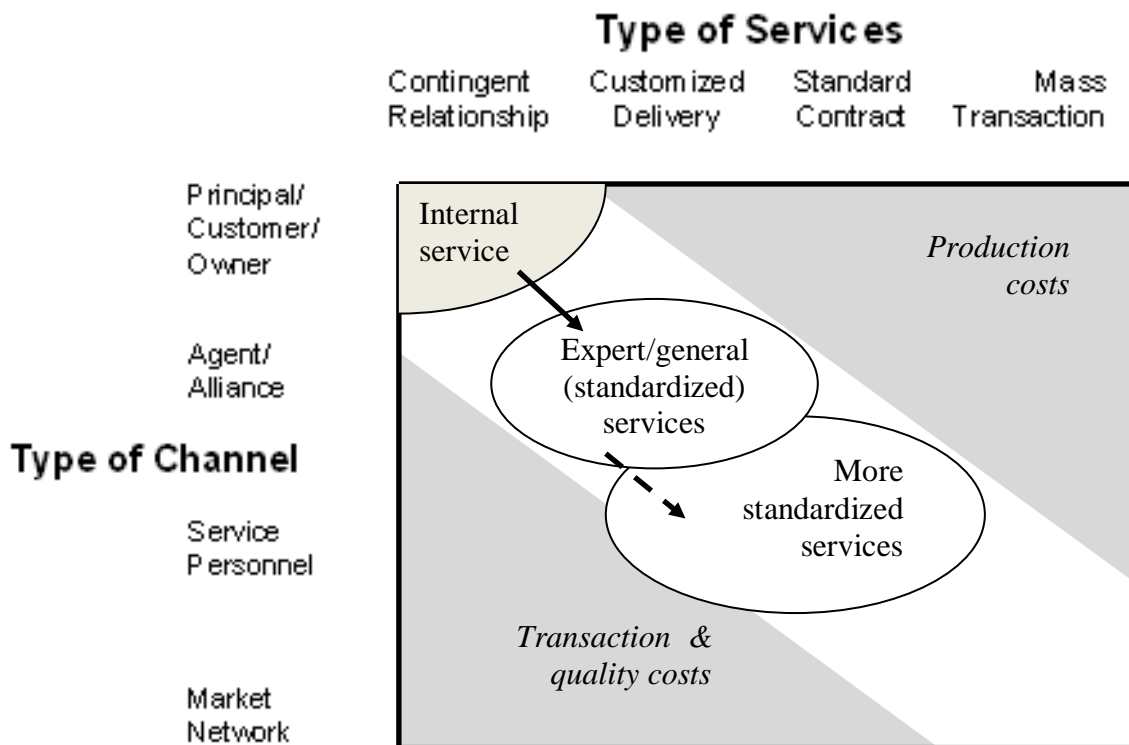 Type of Services
Contingent Relationship
Customized Delivery
Standard Contract
Mass Transaction
Principal/
Customer/
Owner
Internal
service
Production
costs
Agent/
Alliance
Expert/general
(standardized)
services
Type of Channel
More
standardized
services
Service
Personnel
Transaction &
quality costs
Market
Network